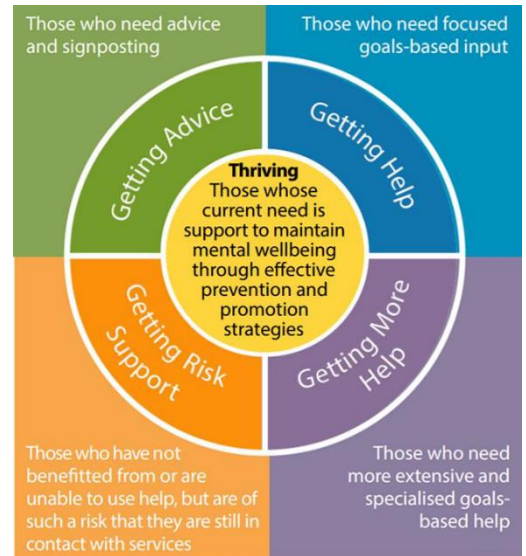 Those who need advice
and signposting
Those who need focused
goals-based input
Getting Advice
Getting Help
Thriving
Those whose
current need is
support to maintain
mental wellbeing
through effective
prevention and
promotion
strategies
Getting Risk
Support
Getting More
Help
Those who have not
benefitted from or are
unable to use help, but are of
such a risk that they are still in
contact with services
Those who need
more extensive and
specialised goals-
based help